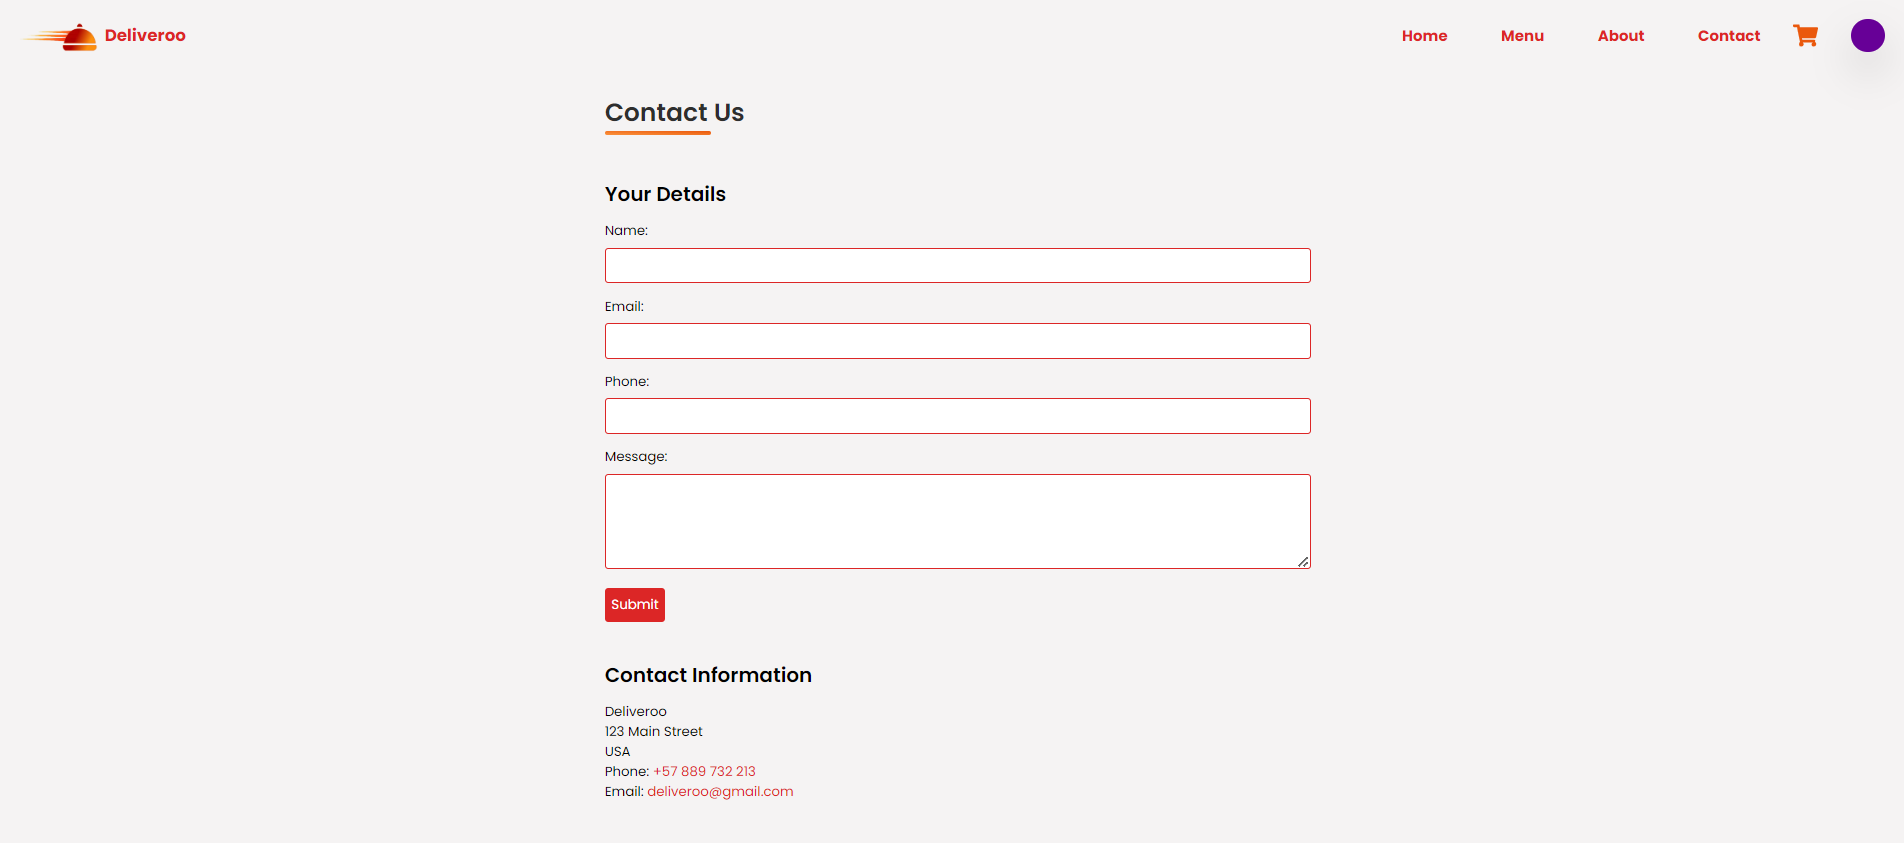 Deliveroo
Home
Menu
About
Contact
Contact Us
Your Details
Name:
Email:
Phone:
Message:
Submit
Contact Information
Deliveroo
123 Main Street
USA
Phone: +57 889 732 213
Email: deliveroo@gmail.com